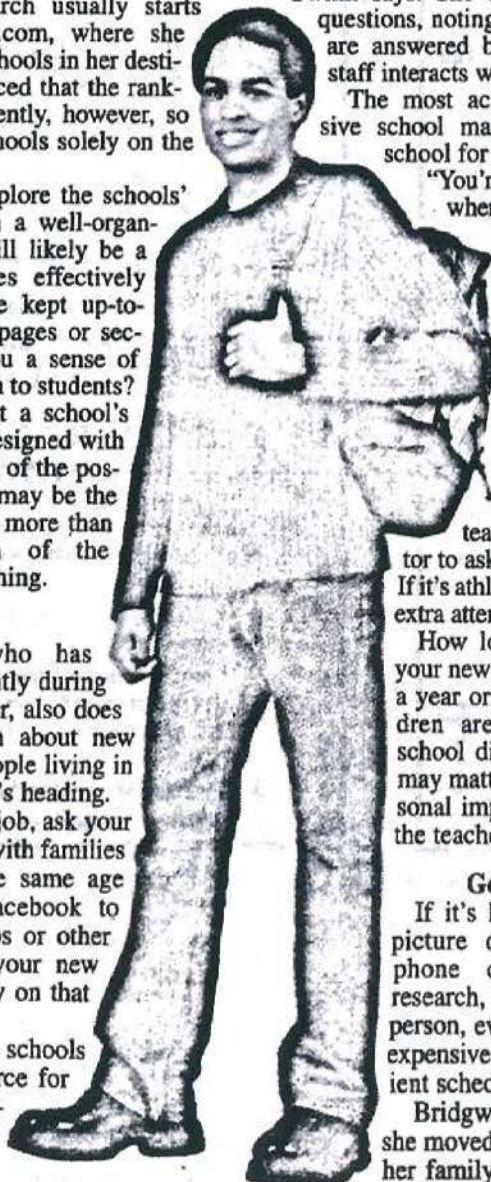 rch usually starts
.com, where she
hools in her desti-
ced that the rank-
ently, however, so
hools solely on the
plore the schools'
a well-organ-
ill likely be a
es effectively
e kept up-to-
pages or sec-
u a sense of
n to students?
t a school's
esigned with
of the pos-
may be the
more than
of the
ning.
who has
ntly during
r, also does
about new
ople living in
's heading.
job, ask your
with families
e same age
acebook to
os or other
your new
y on that
schools
rce for
questions, noting
are answered b
staff interacts w
The most ac
sive school ma
school for
"You'r
when
tea
tor to ask
If it's athl
extra atten
How lo
your new
a year or
dren are
school di
may matt
sonal imp
the teache
Ge
If it's l
picture o
phone c
research,
person, ev
expensive
ient sched
Bridgw
she moved
her family